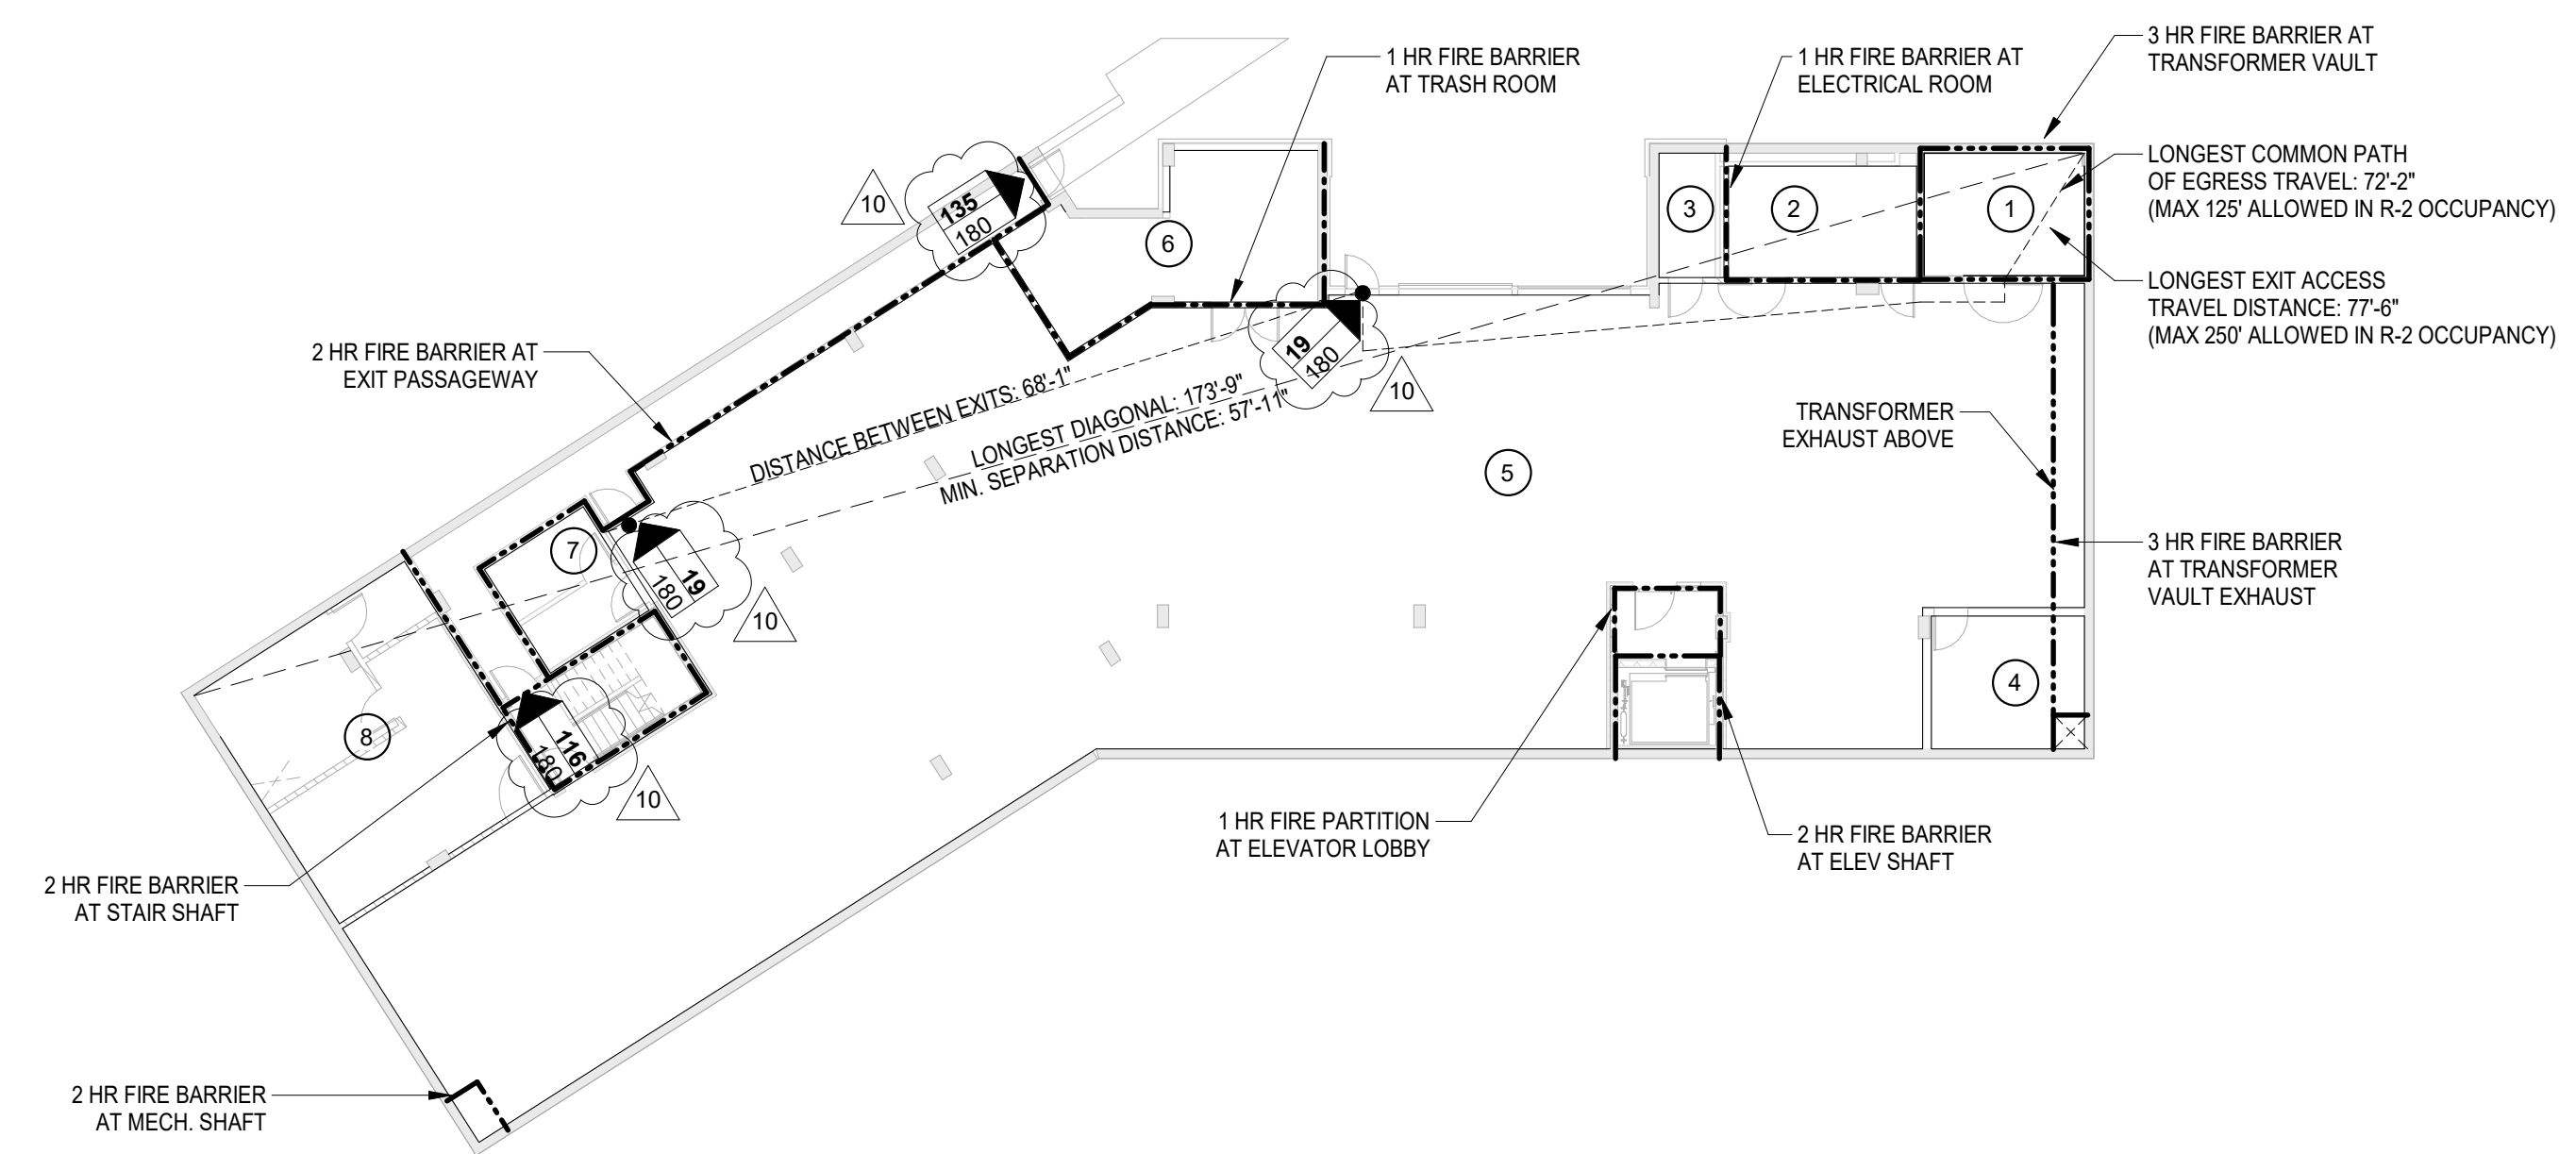 3 HR FIRE BARRIER AT
TRANSFORMER VAULT
1 HR FIRE BARRIER
AT TRASH ROOM
1 HR FIRE BARRIER AT
ELECTRICAL ROOM
LONGEST COMMON PATH
OF EGRESS TRAVEL: 72'-2"
(MAX 125' ALLOWED IN R-2 OCCUPANCY)
LONGEST EXIT ACCESS
TRAVEL DISTANCE: 77'-6"
(MAX 250' ALLOWED IN R-2 OCCUPANCY)
10
135
180
6
3
2
1
2 HR FIRE BARRIER AT
EXIT PASSAGEWAY
19
180
10
DISTANCE BETWEEN EXITS: 68'-1"
LONGEST DIAGONAL: 173'-9"
MIN. SEPARATION DISTANCE: 57'-11"
TRANSFORMER
EXHAUST ABOVE
5
3 HR FIRE BARRIER
AT TRANSFORMER
VAULT EXHAUST
7
19
180
10
4
8
116
180
10
1 HR FIRE PARTITION
AT ELEVATOR LOBBY
2 HR FIRE BARRIER
AT ELEV SHAFT
2 HR FIRE BARRIER
AT STAIR SHAFT
2 HR FIRE BARRIER
AT MECH. SHAFT